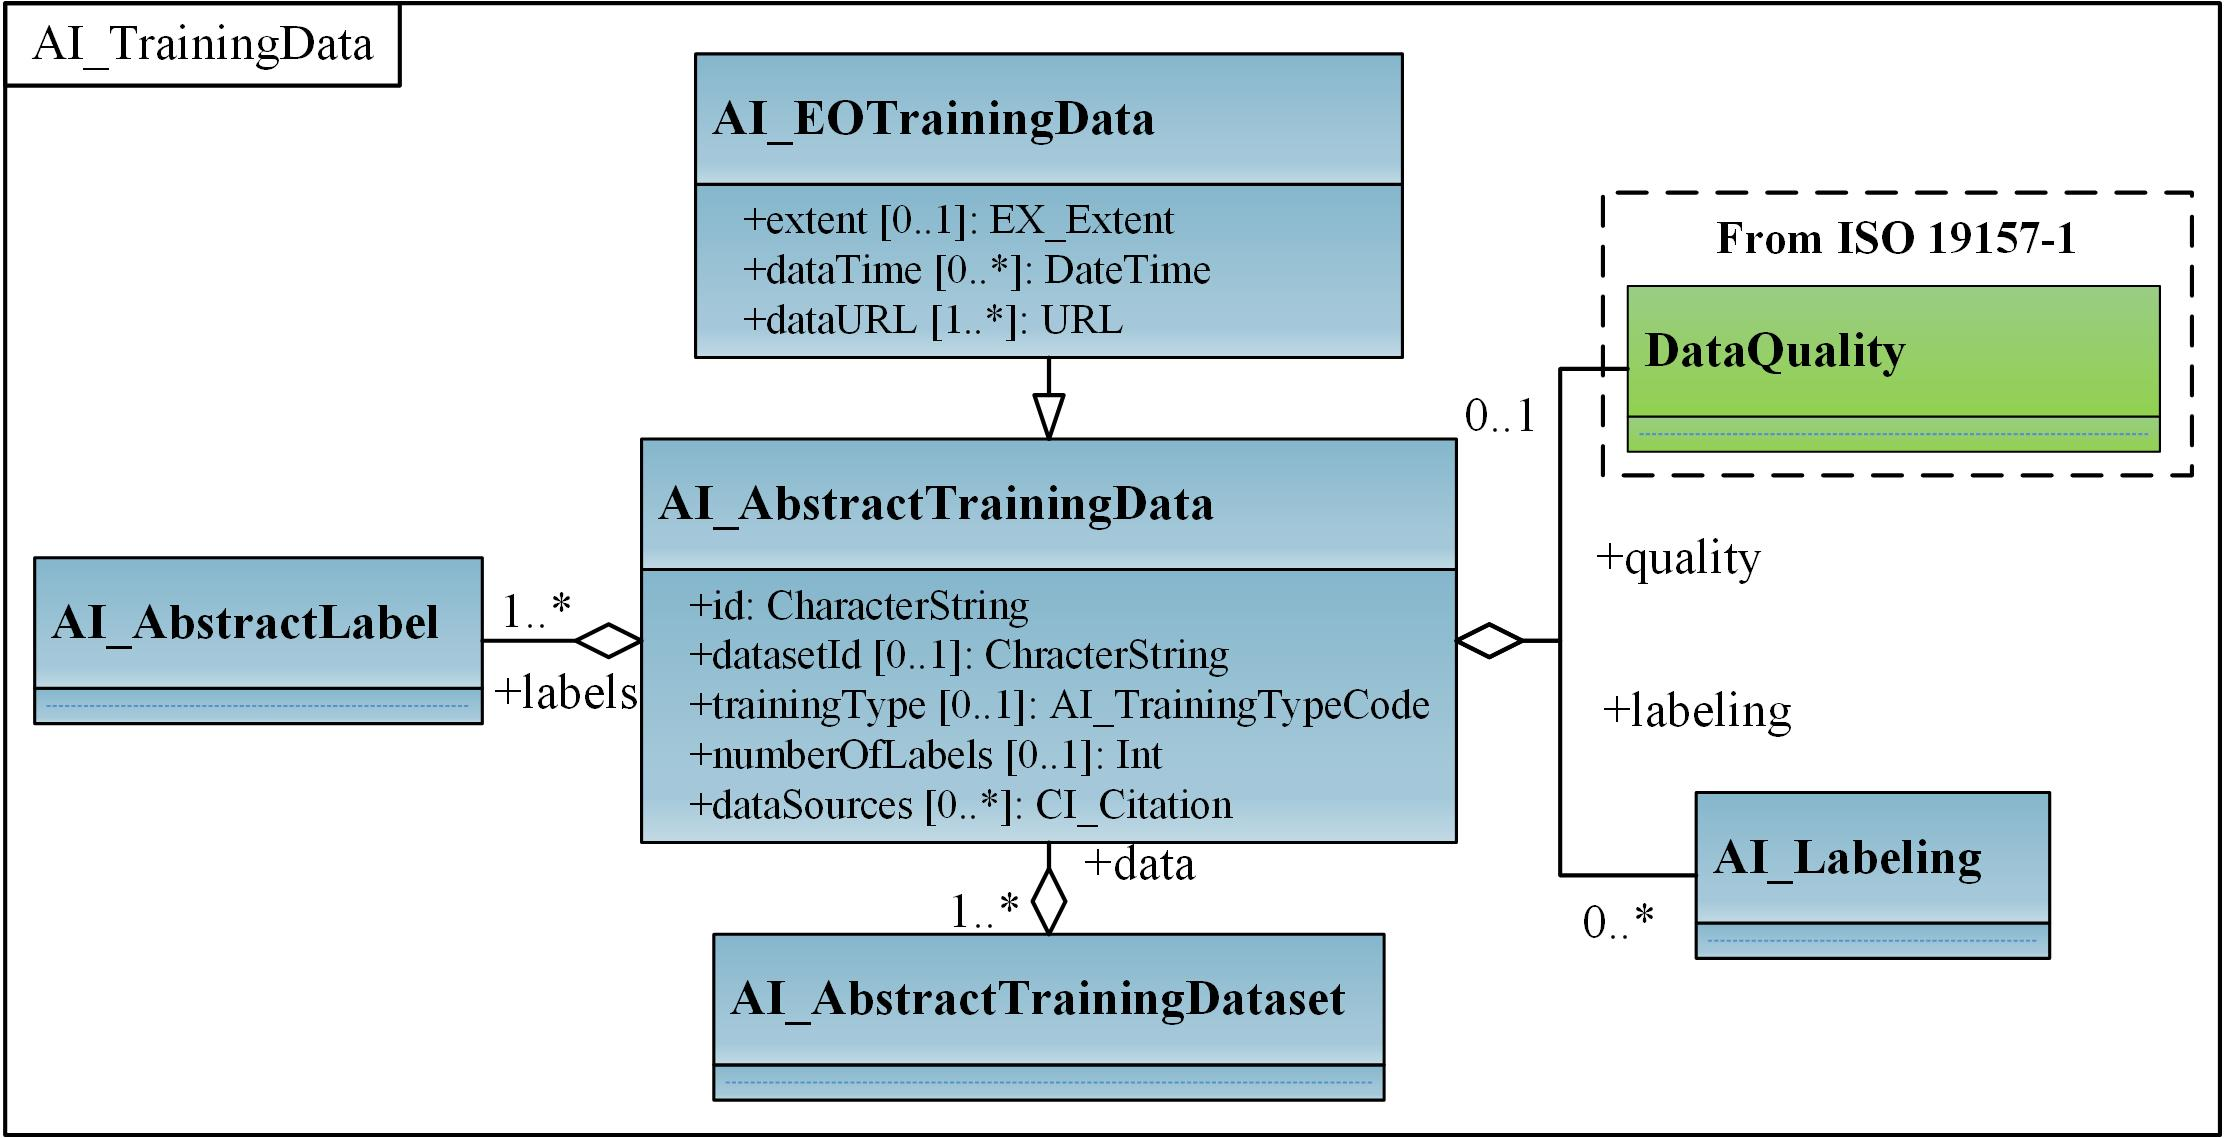 AI_TrainingData
AI_EOTrainingData
+extent [0..1]: EX_Extent
+dataTime [0..*]: DateTime
+dataURL [1..*]: URL
From ISO 19157-1
DataQuality
0..1
+quality
AI_AbstractTrainingData
+id: CharacterString
+datasetId [0..1]: ChracterString
+trainingType [0..1]: AI_TrainingTypeCode
+numberOfLabels [0..1]: Int
+dataSources [0..*]: CI_Citation
AI_AbstractLabel
1..*
+labels
+labeling
AI_Labeling
0..*
+data
1..*
AI_AbstractTrainingDataset